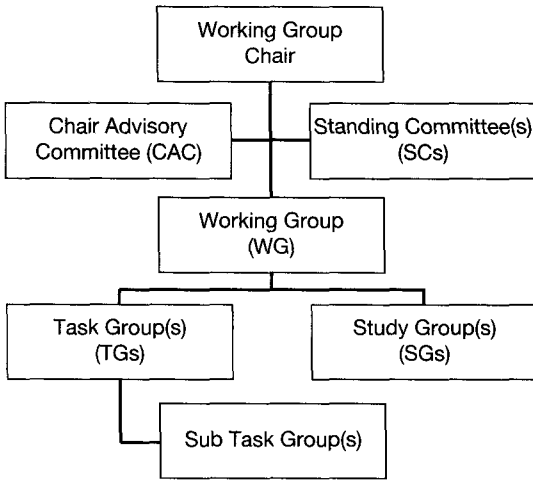 Working Group
Chair
Chair Advisory
Committee (CAC)
Standing Committee(s)
(SCs)
Working Group
(WG)
Task Group(s)
(TGs)
Study Group(s)
(SGs)
Sub Task Group(s)